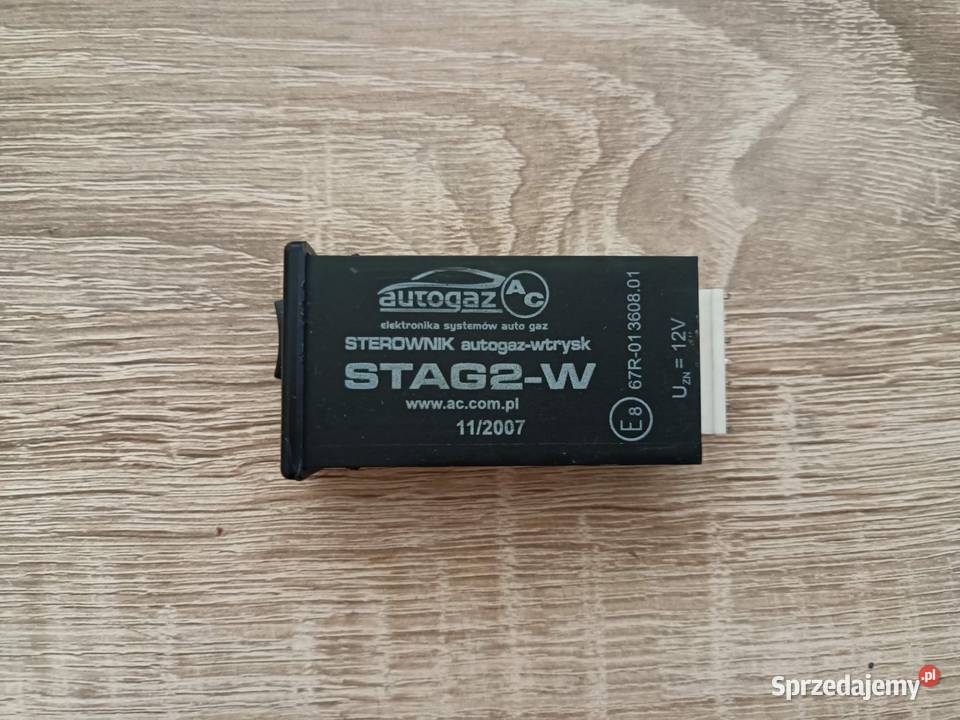 autogaz AC
elektronika systemów auto gaz
STEROWNIK autogaz-wtrysk
STAG2-W
www.ac.com.pl
11/2007
E8 67R-013608.01
UZN = 12V
Sprzedajemy.pl